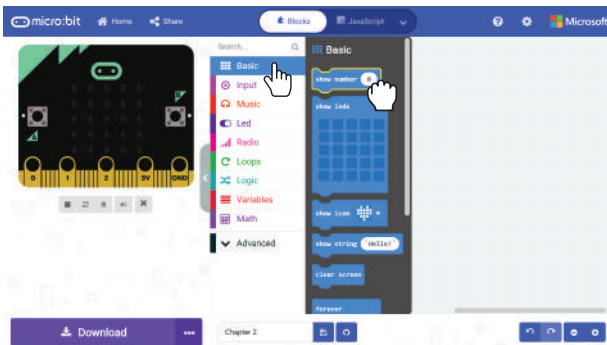 micro:bit Home Share Blocks JavaScript Microsoft
Search...
Basic
Input
Music
Led
Radio
Loops
Logic
Variables
Math
Advanced
Basic
show number 0
show leds
show icon
show string "Hello!"
clear screen
forever
A
B
0 1 2 3V GND
Download
Chapter 2